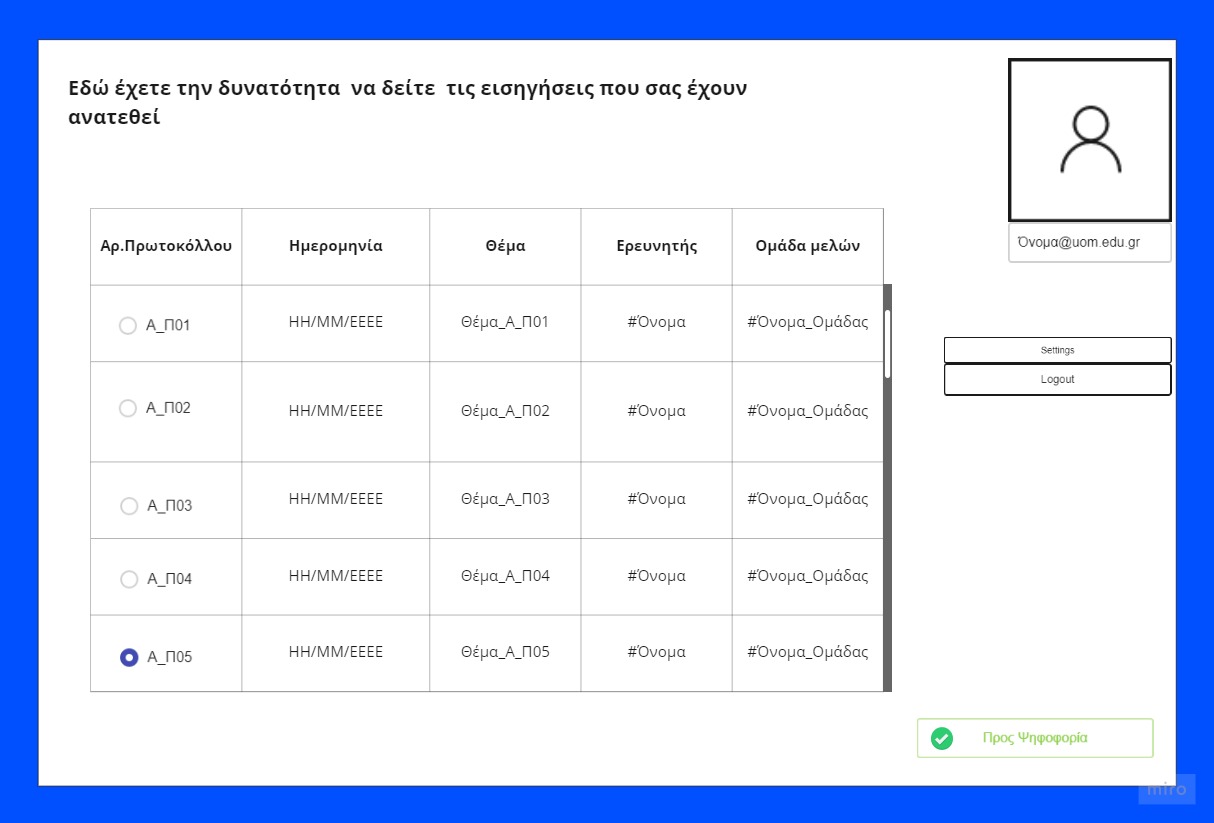 Εδώ έχετε την δυνατότητα να δείτε τις εισηγήσεις που σας έχουν
ανατεθεί
Όνομα@uom.edu.gr
Settings
Logout
Αρ.Πρωτοκόλλου Ημερομηνία Θέμα Ερευνητής Ομάδα μελών
Α_Π01 ΗΗ/ΜΜ/ΕΕΕΕ Θέμα_Α_Π01 #Όνομα #Όνομα_Ομάδας
Α_Π02 ΗΗ/ΜΜ/ΕΕΕΕ Θέμα_Α_Π02 #Όνομα #Όνομα_Ομάδας
Α_Π03 ΗΗ/ΜΜ/ΕΕΕΕ Θέμα_Α_Π03 #Όνομα #Όνομα_Ομάδας
Α_Π04 ΗΗ/ΜΜ/ΕΕΕΕ Θέμα_Α_Π04 #Όνομα #Όνομα_Ομάδας
Α_Π05 ΗΗ/ΜΜ/ΕΕΕΕ Θέμα_Α_Π05 #Όνομα #Όνομα_Ομάδας
Προς Ψηφοφορία
miro